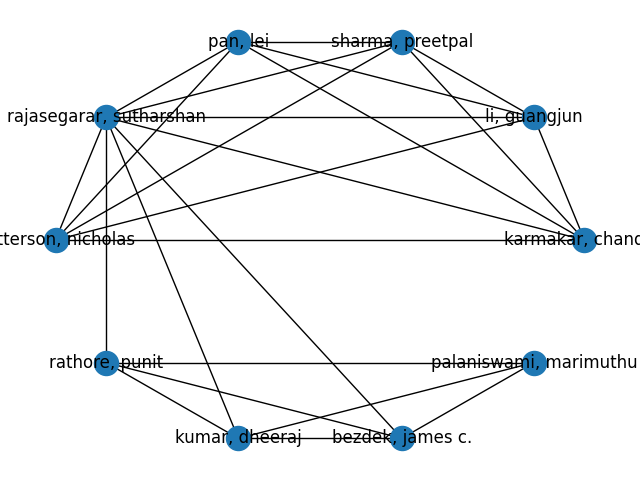 pan, lei
sharma, preetpal
rajasegarar, sutharshan
li, guangjun
tterson, nicholas
karmakar, chand
rathore, punit
palaniswami, marimuthu
kumar, dheeraj
bezdek, james c.